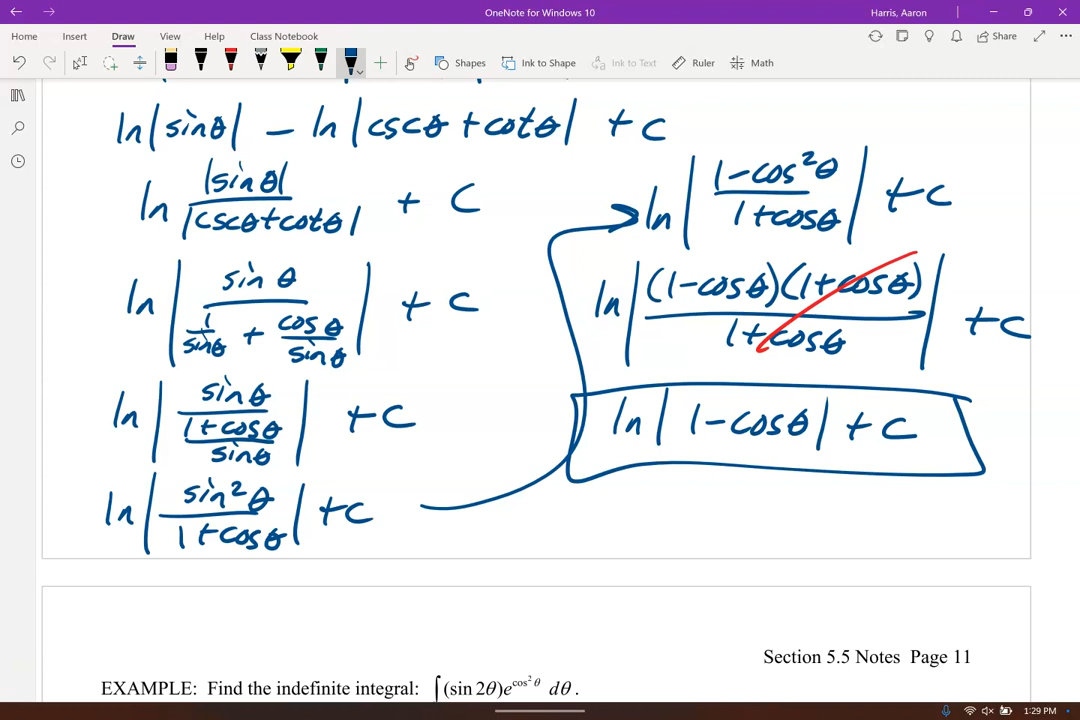 OneNote for Windows 10
Harris, Aaron
Home Insert Draw View Help Class Notebook
Share
Shapes Ink to Shape Ink to Text Ruler Math
ln|sinθ| − ln|cscθ + cotθ| + c
ln |sinθ| / |cscθ+cotθ| + C
ln | sinθ / (1/sinθ + cosθ/sinθ) | + C
ln | sinθ / ((1+cosθ)/sinθ) | + C
ln | sin²θ / (1+cosθ) | + C
ln | (1−cos²θ) / (1+cosθ) | + C
ln | (1−cosθ)(1+cosθ) / (1+cosθ) | + C
ln | 1−cosθ | + C
Section 5.5 Notes Page 11
EXAMPLE: Find the indefinite integral: ∫(sin 2θ)e^(cos² θ) dθ.
1:29 PM